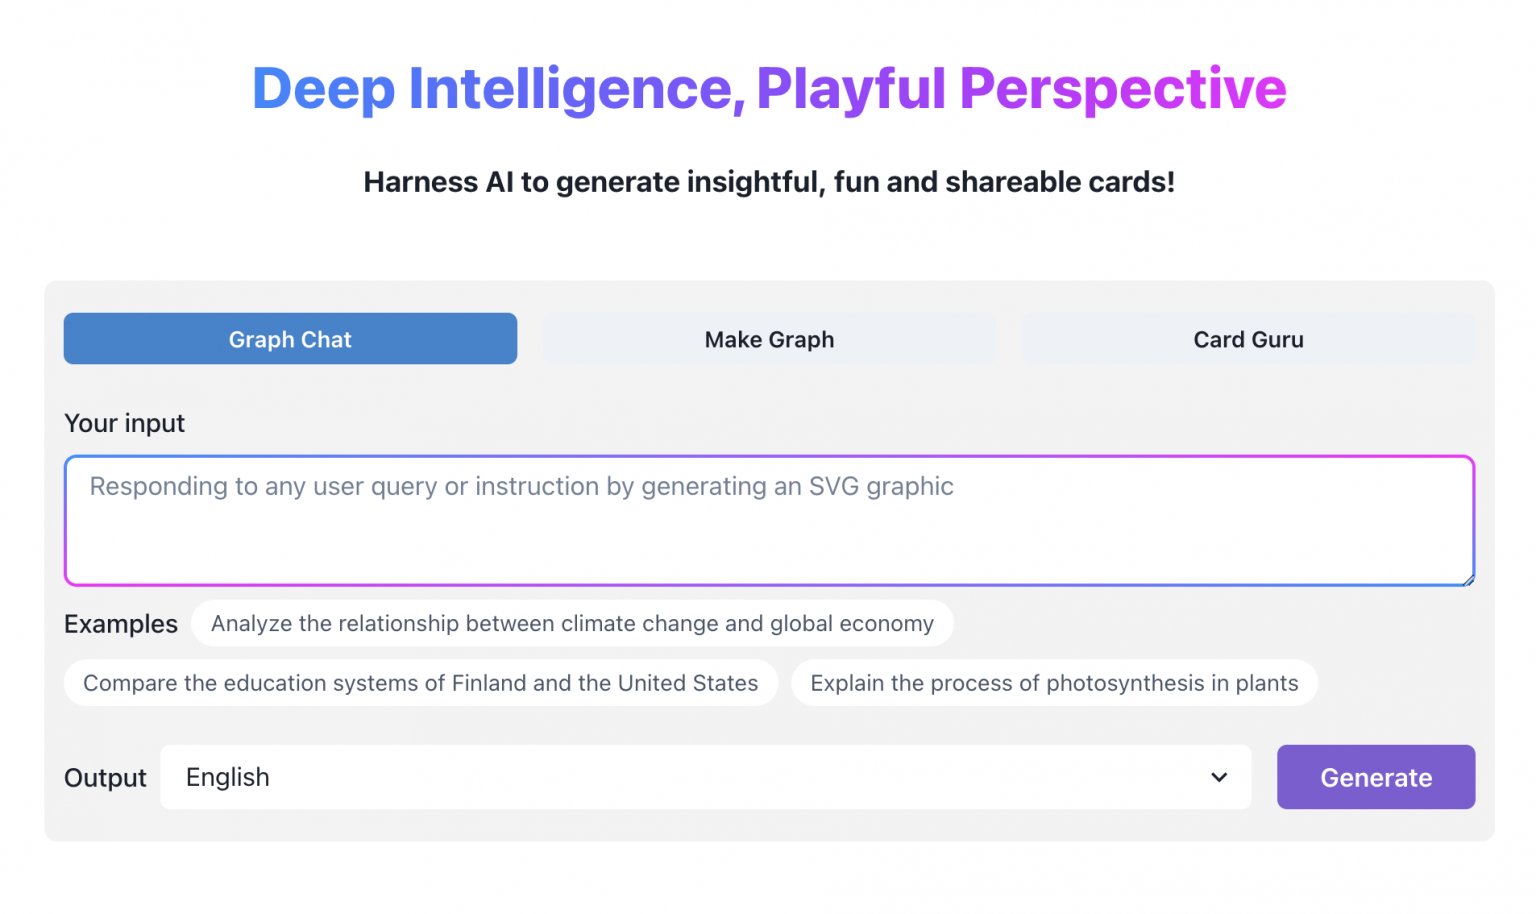 Deep Intelligence, Playful Perspective
Harness AI to generate insightful, fun and shareable cards!
Graph Chat
Make Graph
Card Guru
Your input
Responding to any user query or instruction by generating an SVG graphic
Examples
Analyze the relationship between climate change and global economy
Compare the education systems of Finland and the United States
Explain the process of photosynthesis in plants
Output
English
Generate